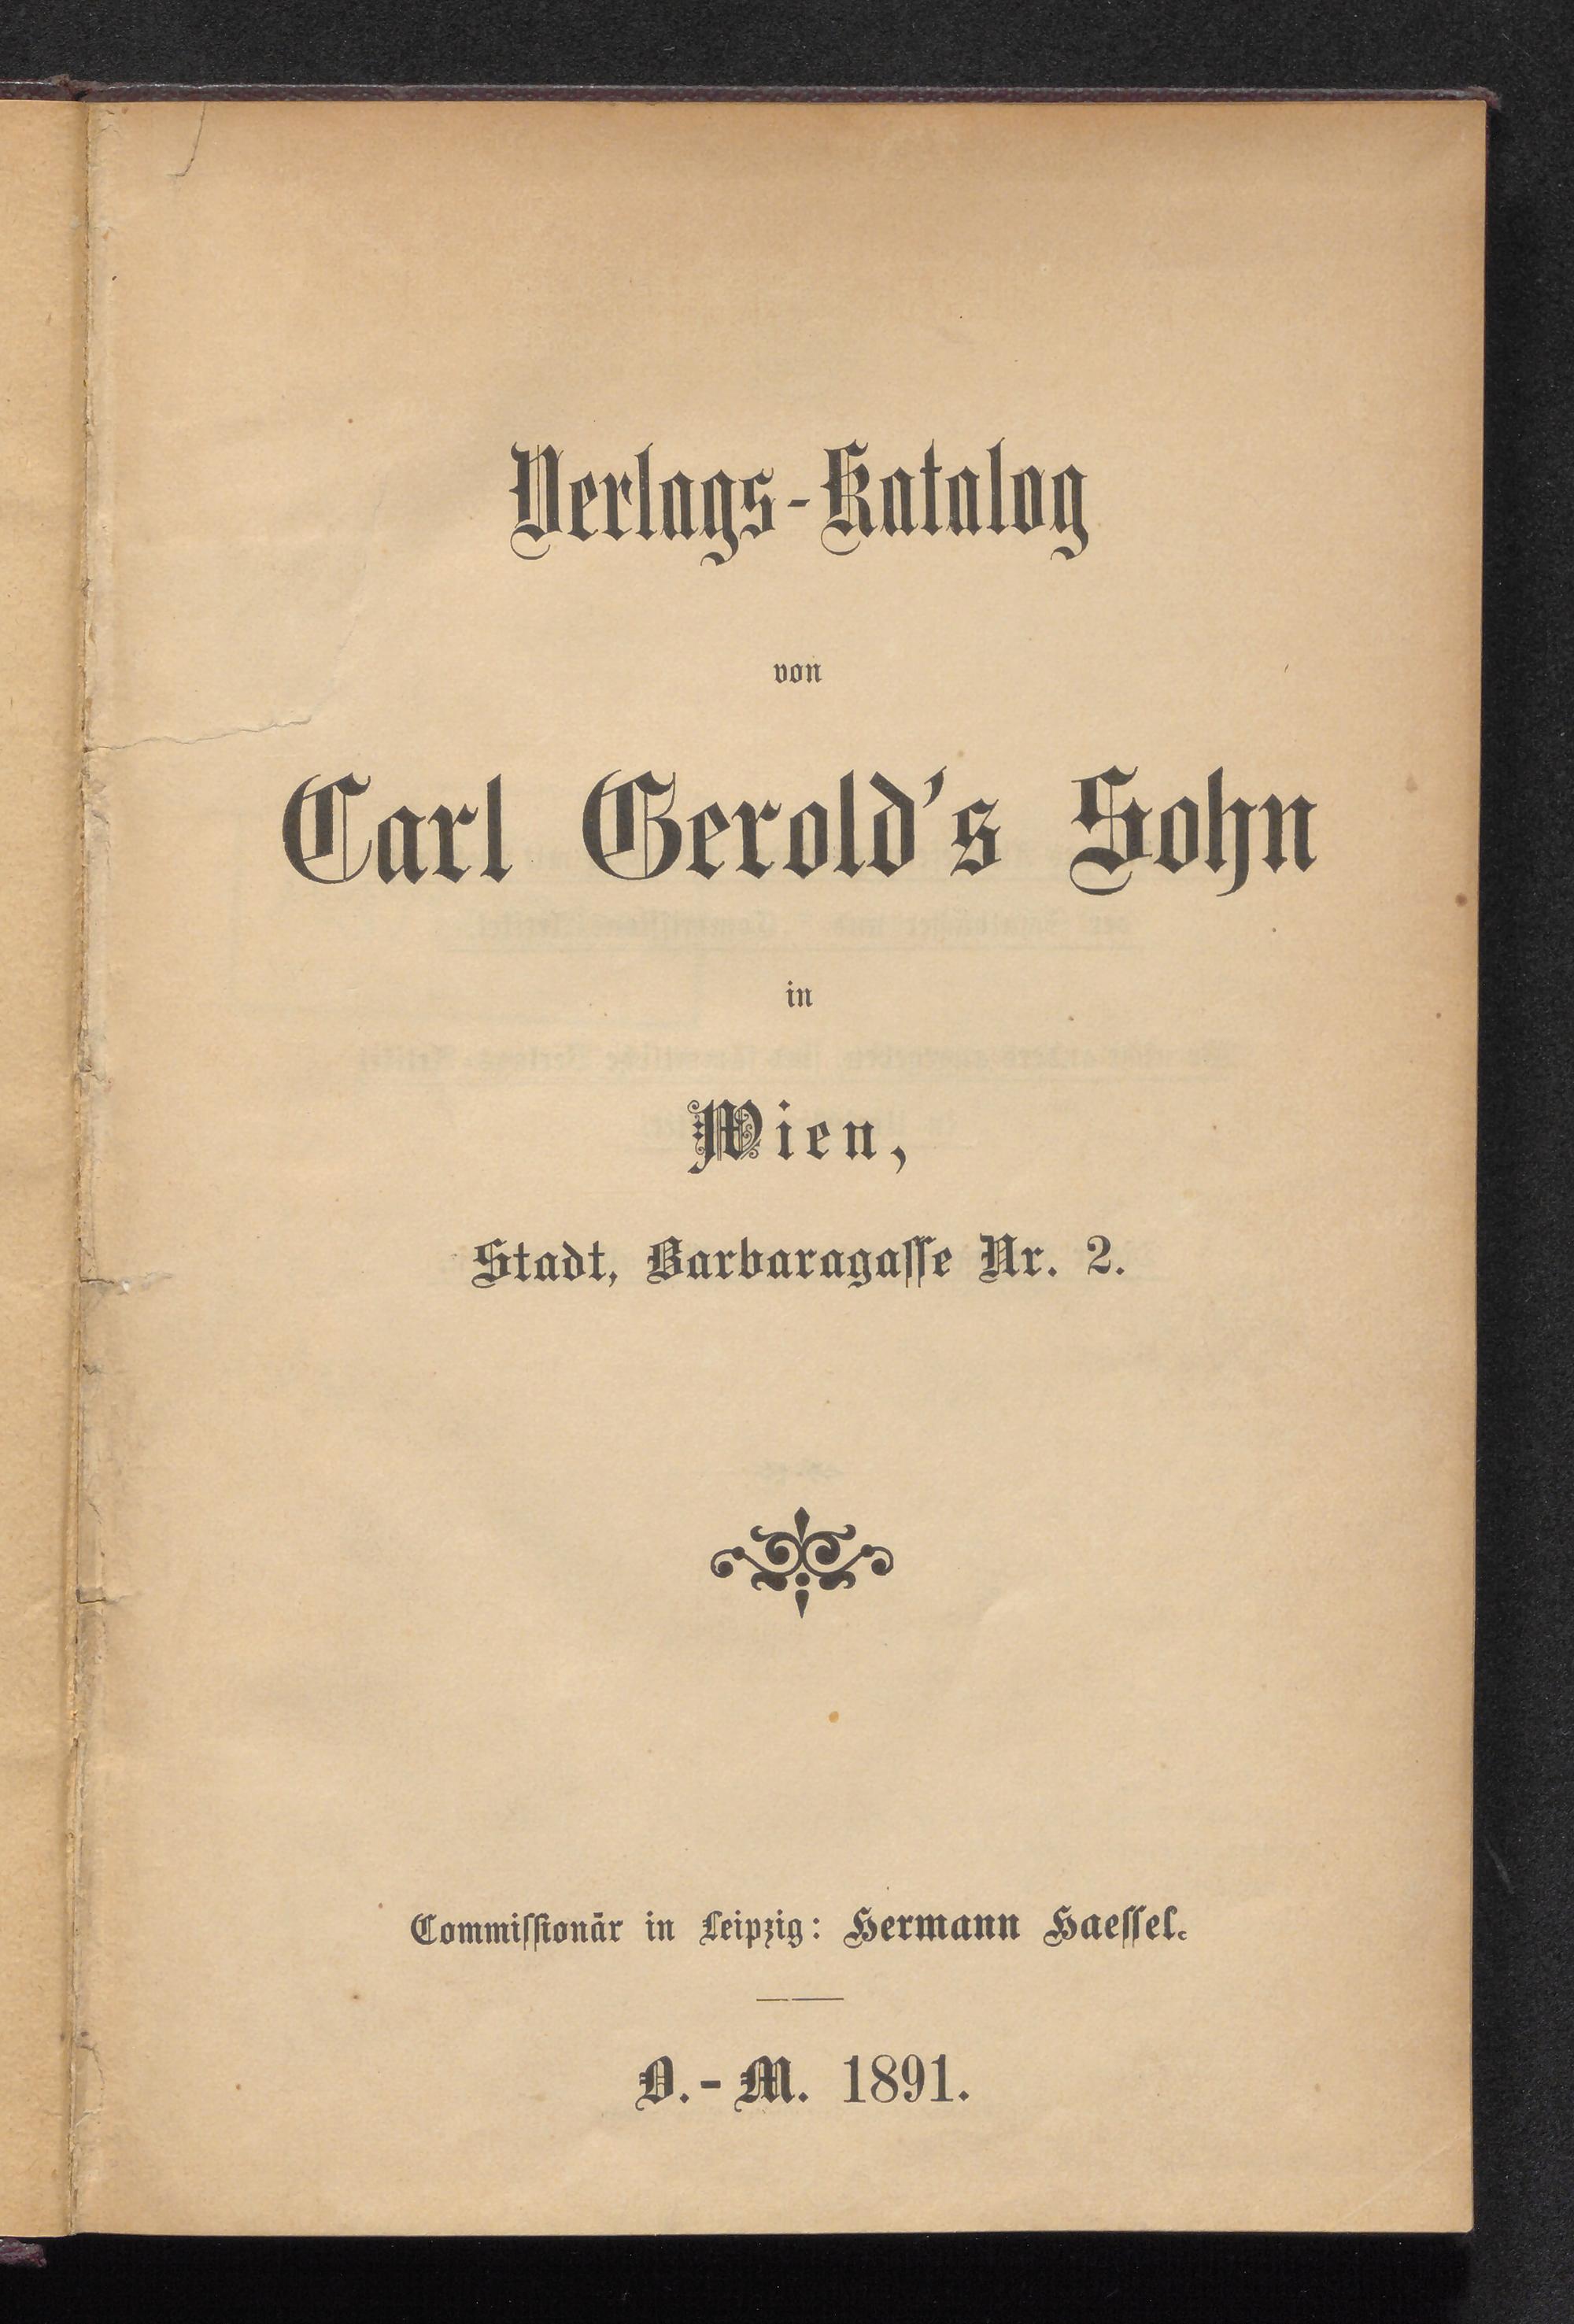 Verlags-Katalog
von
Carl Gerold's Sohn
in
Wien,
Stadt, Barbaragasse Nr. 2.
Commissionär in Leipzig: Hermann Haessel.
O.-M. 1891.